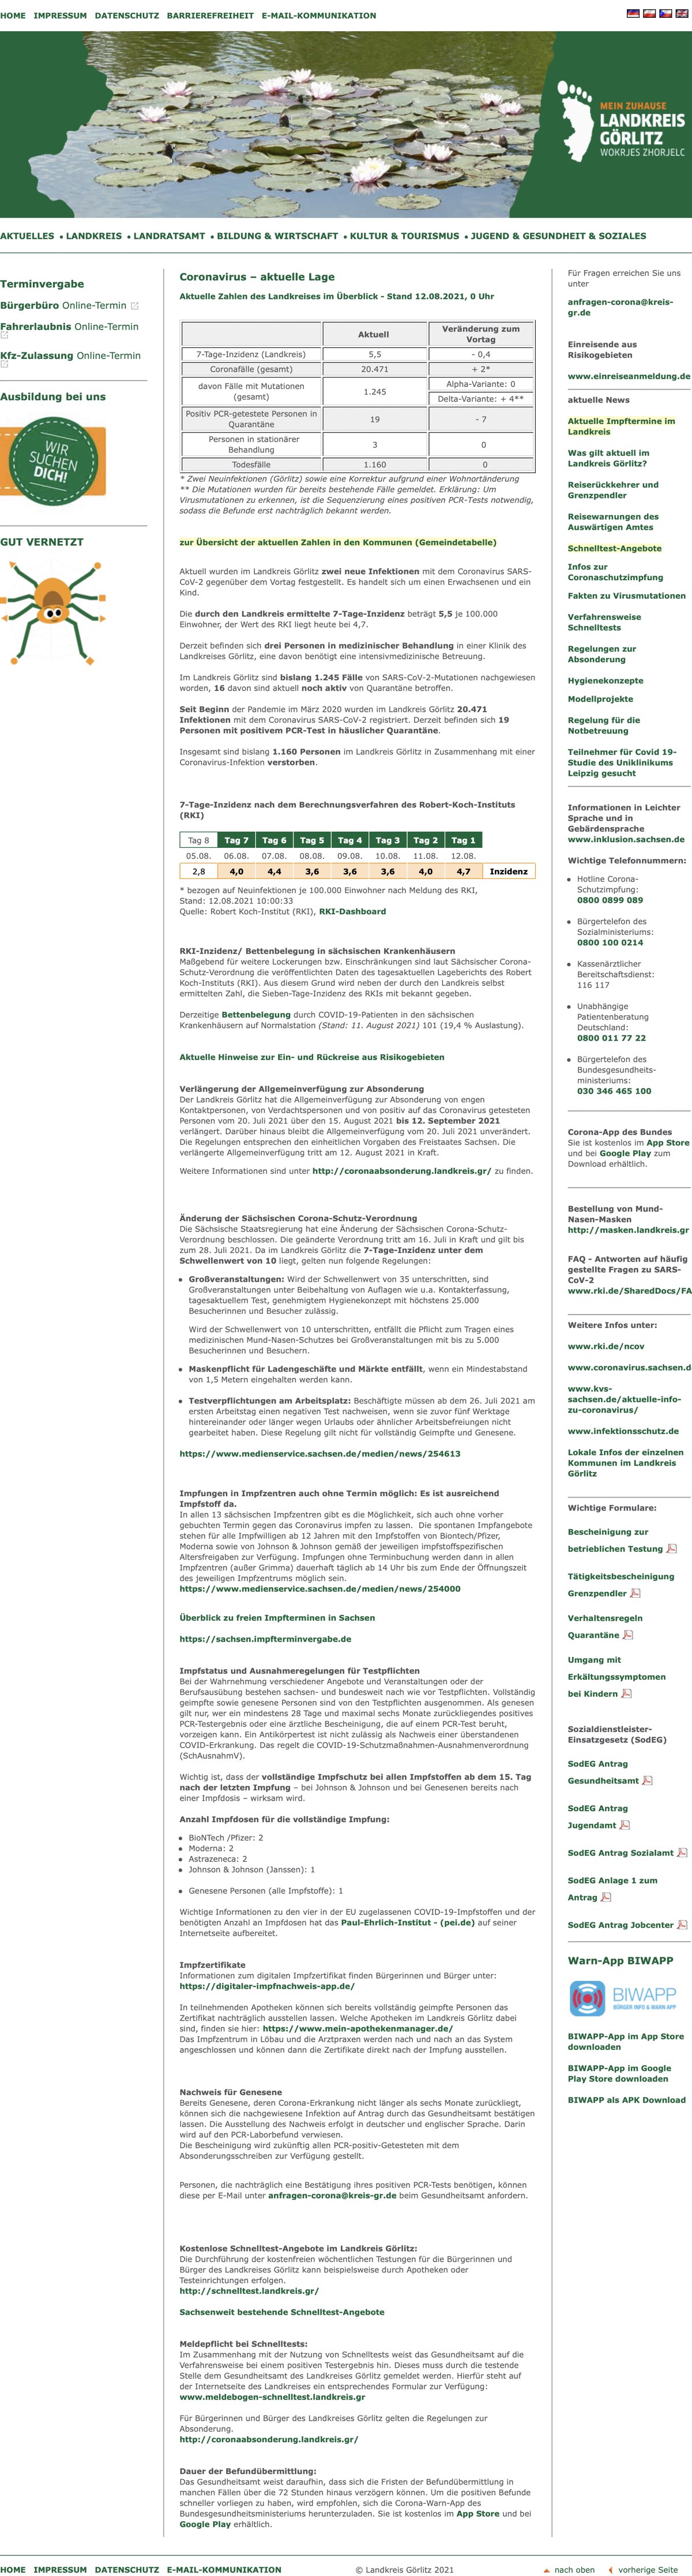 HOME IMPRESSUM DATENSCHUTZ BARRIEREFREIHEIT E-MAIL-KOMMUNIKATION
MEIN ZUHAUSE
LANDKREIS
GÖRLITZ
WOKRJES ZHORJELC
AKTUELLES • LANDKREIS • LANDRATSAMT • BILDUNG & WIRTSCHAFT • KULTUR & TOURISMUS • JUGEND & GESUNDHEIT & SOZIALES
Terminvergabe
Bürgerbüro Online-Termin
Fahrerlaubnis Online-Termin
Kfz-Zulassung Online-Termin
Ausbildung bei uns
WIR
SUCHEN
DICH!
GUT VERNETZT
Coronavirus – aktuelle Lage
Aktuelle Zahlen des Landkreises im Überblick - Stand 12.08.2021, 0 Uhr
Aktuell Veränderung zum
Vortag
7-Tage-Inzidenz (Landkreis) 5,5 - 0,4
Coronafälle (gesamt) 20.471 + 2*
davon Fälle mit Mutationen
(gesamt) 1.245 Alpha-Variante: 0
Delta-Variante: + 4**
Positiv PCR-getestete Personen in
Quarantäne 19 - 7
Personen in stationärer
Behandlung 3 0
Todesfälle 1.160 0
* Zwei Neuinfektionen (Görlitz) sowie eine Korrektur aufgrund einer Wohnortänderung
** Die Mutationen wurden für bereits bestehende Fälle gemeldet. Erklärung: Um
Virusmutationen zu erkennen, ist die Sequenzierung eines positiven PCR-Tests notwendig,
sodass die Befunde erst nachträglich bekannt werden.
zur Übersicht der aktuellen Zahlen in den Kommunen (Gemeindetabelle)
Aktuell wurden im Landkreis Görlitz zwei neue Infektionen mit dem Coronavirus SARS-
CoV-2 gegenüber dem Vortag festgestellt. Es handelt sich um einen Erwachsenen und ein
Kind.
Die durch den Landkreis ermittelte 7-Tage-Inzidenz beträgt 5,5 je 100.000
Einwohner, der Wert des RKI liegt heute bei 4,7.
Derzeit befinden sich drei Personen in medizinischer Behandlung in einer Klinik des
Landkreises Görlitz, eine davon benötigt eine intensivmedizinische Betreuung.
Im Landkreis Görlitz sind bislang 1.245 Fälle von SARS-CoV-2-Mutationen nachgewiesen
worden, 16 davon sind aktuell noch aktiv von Quarantäne betroffen.
Seit Beginn der Pandemie im März 2020 wurden im Landkreis Görlitz 20.471
Infektionen mit dem Coronavirus SARS-CoV-2 registriert. Derzeit befinden sich 19
Personen mit positivem PCR-Test in häuslicher Quarantäne.
Insgesamt sind bislang 1.160 Personen im Landkreis Görlitz in Zusammenhang mit einer
Coronavirus-Infektion verstorben.
7-Tage-Inzidenz nach dem Berechnungsverfahren des Robert-Koch-Instituts
(RKI)
Tag 8 Tag 7 Tag 6 Tag 5 Tag 4 Tag 3 Tag 2 Tag 1
05.08. 06.08. 07.08. 08.08. 09.08. 10.08. 11.08. 12.08.
2,8 4,0 4,4 3,6 3,6 3,6 4,0 4,7 Inzidenz
* bezogen auf Neuinfektionen je 100.000 Einwohner nach Meldung des RKI,
Stand: 12.08.2021 10:00:33
Quelle: Robert Koch-Institut (RKI), RKI-Dashboard
RKI-Inzidenz/ Bettenbelegung in sächsischen Krankenhäusern
Maßgebend für weitere Lockerungen bzw. Einschränkungen sind laut Sächsischer Corona-
Schutz-Verordnung die veröffentlichten Daten des tagesaktuellen Lageberichts des Robert
Koch-Instituts (RKI). Aus diesem Grund wird neben der durch den Landkreis selbst
ermittelten Zahl, die Sieben-Tage-Inzidenz des RKIs mit bekannt gegeben.
Derzeitige Bettenbelegung durch COVID-19-Patienten in den sächsischen
Krankenhäusern auf Normalstation (Stand: 11. August 2021) 101 (19,4 % Auslastung).
Aktuelle Hinweise zur Ein- und Rückreise aus Risikogebieten
Verlängerung der Allgemeinverfügung zur Absonderung
Der Landkreis Görlitz hat die Allgemeinverfügung zur Absonderung von engen
Kontaktpersonen, von Verdachtspersonen und von positiv auf das Coronavirus getesteten
Personen vom 20. Juli 2021 über den 15. August 2021 bis 12. September 2021
verlängert. Darüber hinaus bleibt die Allgemeinverfügung von 20. Juli 2021 unverändert.
Die Regelungen entsprechen den einheitlichen Vorgaben des Freistaates Sachsen. Die
verlängerte Allgemeinverfügung tritt am 12. August 2021 in Kraft.
Weitere Informationen sind unter http://coronaabsonderung.landkreis.gr/ zu finden.
Änderung der Sächsischen Corona-Schutz-Verordnung
Die Sächsische Staatsregierung hat eine Änderung der Sächsischen Corona-Schutz-
Verordnung beschlossen. Die geänderte Verordnung tritt am 16. Juli in Kraft und gilt bis
zum 28. Juli 2021. Da im Landkreis Görlitz die 7-Tage-Inzidenz unter dem
Schwellenwert von 10 liegt, gelten nun folgende Regelungen:
• Großveranstaltungen: Wird der Schwellenwert von 35 unterschritten, sind
Großveranstaltungen unter Beibehaltung von Auflagen wie u.a. Kontakterfassung,
tagesaktuellem Test, genehmigtem Hygienekonzept mit höchstens 25.000
Besucherinnen und Besucher zulässig.
Wird der Schwellenwert von 10 unterschritten, entfällt die Pflicht zum Tragen eines
medizinischen Mund-Nasen-Schutzes bei Großveranstaltungen mit bis zu 5.000
Besucherinnen und Besuchern.
• Maskenpflicht für Ladengeschäfte und Märkte entfällt, wenn ein Mindestabstand
von 1,5 Metern eingehalten werden kann.
• Testverpflichtungen am Arbeitsplatz: Beschäftigte müssen ab dem 26. Juli 2021 am
ersten Arbeitstag einen negativen Test nachweisen, wenn sie zuvor fünf Werktage
hintereinander oder länger wegen Urlaubs oder ähnlicher Arbeitsbefreiungen nicht
gearbeitet haben. Diese Regelung gilt nicht für vollständig Geimpfte und Genesene.
https://www.medienservice.sachsen.de/medien/news/254613
Impfungen in Impfzentren auch ohne Termin möglich: Es ist ausreichend
Impfstoff da.
In allen 13 sächsischen Impfzentren gibt es die Möglichkeit, sich auch ohne vorher
gebuchten Termin gegen das Coronavirus impfen zu lassen. Die spontanen Impfangebote
stehen für alle Impfwilligen ab 12 Jahren mit den Impfstoffen von Biontech/Pfizer,
Moderna sowie von Johnson & Johnson gemäß der jeweiligen impfstoffspezifischen
Altersfreigaben zur Verfügung. Impfungen ohne Terminbuchung werden dann in allen
Impfzentren (außer Grimma) dauerhaft täglich ab 14 Uhr bis zum Ende der Öffnungszeit
des jeweiligen Impfzentrums möglich sein.
https://www.medienservice.sachsen.de/medien/news/254000
Überblick zu freien Impfterminen in Sachsen
https://sachsen.impfterminvergabe.de
Impfstatus und Ausnahmeregelungen für Testpflichten
Bei der Wahrnehmung verschiedener Angebote und Veranstaltungen oder der
Berufsausübung bestehen sachsen- und bundesweit nach wie vor Testpflichten. Vollständig
geimpfte sowie genesene Personen sind von den Testpflichten ausgenommen. Als genesen
gilt nur, wer ein mindestens 28 Tage und maximal sechs Monate zurückliegendes positives
PCR-Testergebnis oder eine ärztliche Bescheinigung, die auf einem PCR-Test beruht,
vorzeigen kann. Ein Antikörpertest ist nicht zulässig als Nachweis einer überstandenen
COVID-Erkrankung. Das regelt die COVID-19-Schutzmaßnahmen-Ausnahmenverordnung
(SchAusnahmV).
Wichtig ist, dass der vollständige Impfschutz bei allen Impfstoffen ab dem 15. Tag
nach der letzten Impfung – bei Johnson & Johnson und bei Genesenen bereits nach
einer Impfdosis – wirksam wird.
Anzahl Impfdosen für die vollständige Impfung:
• BioNTech /Pfizer: 2
• Moderna: 2
• Astrazeneca: 2
• Johnson & Johnson (Janssen): 1
• Genesene Personen (alle Impfstoffe): 1
Wichtige Informationen zu den vier in der EU zugelassenen COVID-19-Impfstoffen und der
benötigten Anzahl an Impfdosen hat das Paul-Ehrlich-Institut - (pei.de) auf seiner
Internetseite aufbereitet.
Impfzertifikate
Informationen zum digitalen Impfzertifikat finden Bürgerinnen und Bürger unter:
https://digitaler-impfnachweis-app.de/
In teilnehmenden Apotheken können sich bereits vollständig geimpfte Personen das
Zertifikat nachträglich ausstellen lassen. Welche Apotheken im Landkreis Görlitz dabei
sind, finden sie hier: https://www.mein-apothekenmanager.de/
Das Impfzentrum in Löbau und die Arztpraxen werden nach und nach an das System
angeschlossen und können dann die Zertifikate direkt nach der Impfung ausstellen.
Nachweis für Genesene
Bereits Genesene, deren Corona-Erkrankung nicht länger als sechs Monate zurückliegt,
können sich die nachgewiesene Infektion auf Antrag durch das Gesundheitsamt bestätigen
lassen. Die Ausstellung des Nachweis erfolgt in deutscher und englischer Sprache. Darin
wird auf den PCR-Laborbefund verwiesen.
Die Bescheinigung wird zukünftig allen PCR-positiv-Getesteten mit dem
Absonderungsschreiben zur Verfügung gestellt.
Personen, die nachträglich eine Bestätigung ihres positiven PCR-Tests benötigen, können
diese per E-Mail unter anfragen-corona@kreis-gr.de beim Gesundheitsamt anfordern.
Kostenlose Schnelltest-Angebote im Landkreis Görlitz:
Die Durchführung der kostenfreien wöchentlichen Testungen für die Bürgerinnen und
Bürger des Landkreises Görlitz kann beispielsweise durch Apotheken oder
Testeinrichtungen erfolgen.
http://schnelltest.landkreis.gr/
Sachsenweit bestehende Schnelltest-Angebote
Meldepflicht bei Schnelltests:
Im Zusammenhang mit der Nutzung von Schnelltests weist das Gesundheitsamt auf die
Verfahrensweise bei einem positiven Testergebnis hin. Dieses muss durch die testende
Stelle dem Gesundheitsamt des Landkreises Görlitz gemeldet werden. Hierfür steht auf
der Internetseite des Landkreises ein entsprechendes Formular zur Verfügung:
www.meldebogen-schnelltest.landkreis.gr
Für Bürgerinnen und Bürger des Landkreises Görlitz gelten die Regelungen zur
Absonderung.
http://coronaabsonderung.landkreis.gr/
Dauer der Befundübermittlung:
Das Gesundheitsamt weist daraufhin, dass sich die Fristen der Befundübermittlung in
manchen Fällen über die 72 Stunden hinaus verzögern können. Um die positiven Befunde
schneller vorliegen zu haben, wird empfohlen, sich die Corona-Warn-App des
Bundesgesundheitsministeriums herunterzuladen. Sie ist kostenlos im App Store und bei
Google Play erhältlich.
Für Fragen erreichen Sie uns
unter
anfragen-corona@kreis-
gr.de
Einreisende aus
Risikogebieten
www.einreiseanmeldung.de
aktuelle News
Aktuelle Impftermine im
Landkreis
Was gilt aktuell im
Landkreis Görlitz?
Reiserückkehrer und
Grenzpendler
Reisewarnungen des
Auswärtigen Amtes
Schnelltest-Angebote
Infos zur
Coronaschutzimpfung
Fakten zu Virusmutationen
Verfahrensweise
Schnelltests
Regelungen zur
Absonderung
Hygienekonzepte
Modellprojekte
Regelung für die
Notbetreuung
Teilnehmer für Covid 19-
Studie des Uniklinikums
Leipzig gesucht
Informationen in Leichter
Sprache und in
Gebärdensprache
www.inklusion.sachsen.de
Wichtige Telefonnummern:
• Hotline Corona-
Schutzimpfung:
0800 0899 089
• Bürgertelefon des
Sozialministeriums:
0800 100 0214
• Kassenärztlicher
Bereitschaftsdienst:
116 117
• Unabhängige
Patientenberatung
Deutschland:
0800 011 77 22
• Bürgertelefon des
Bundesgesundheits-
ministeriums:
030 346 465 100
Corona-App des Bundes
Sie ist kostenlos im App Store
und bei Google Play zum
Download erhältlich.
Bestellung von Mund-
Nasen-Masken
http://masken.landkreis.gr
FAQ - Antworten auf häufig
gestellte Fragen zu SARS-
CoV-2
www.rki.de/SharedDocs/FA
Weitere Infos unter:
www.rki.de/ncov
www.coronavirus.sachsen.d
www.kvs-
sachsen.de/aktuelle-info-
zu-coronavirus/
www.infektionsschutz.de
Lokale Infos der einzelnen
Kommunen im Landkreis
Görlitz
Wichtige Formulare:
Bescheinigung zur
betrieblichen Testung
Tätigkeitsbescheinigung
Grenzpendler
Verhaltensregeln
Quarantäne
Umgang mit
Erkältungssymptomen
bei Kindern
Sozialdienstleister-
Einsatzgesetz (SodEG)
SodEG Antrag
Gesundheitsamt
SodEG Antrag
Jugendamt
SodEG Antrag Sozialamt
SodEG Anlage 1 zum
Antrag
SodEG Antrag Jobcenter
Warn-App BIWAPP
BIWAPP
BÜRGER INFO & WARN APP
BIWAPP-App im App Store
downloaden
BIWAPP-App im Google
Play Store downloaden
BIWAPP als APK Download
HOME IMPRESSUM DATENSCHUTZ E-MAIL-KOMMUNIKATION © Landkreis Görlitz 2021 nach oben vorherige Seite